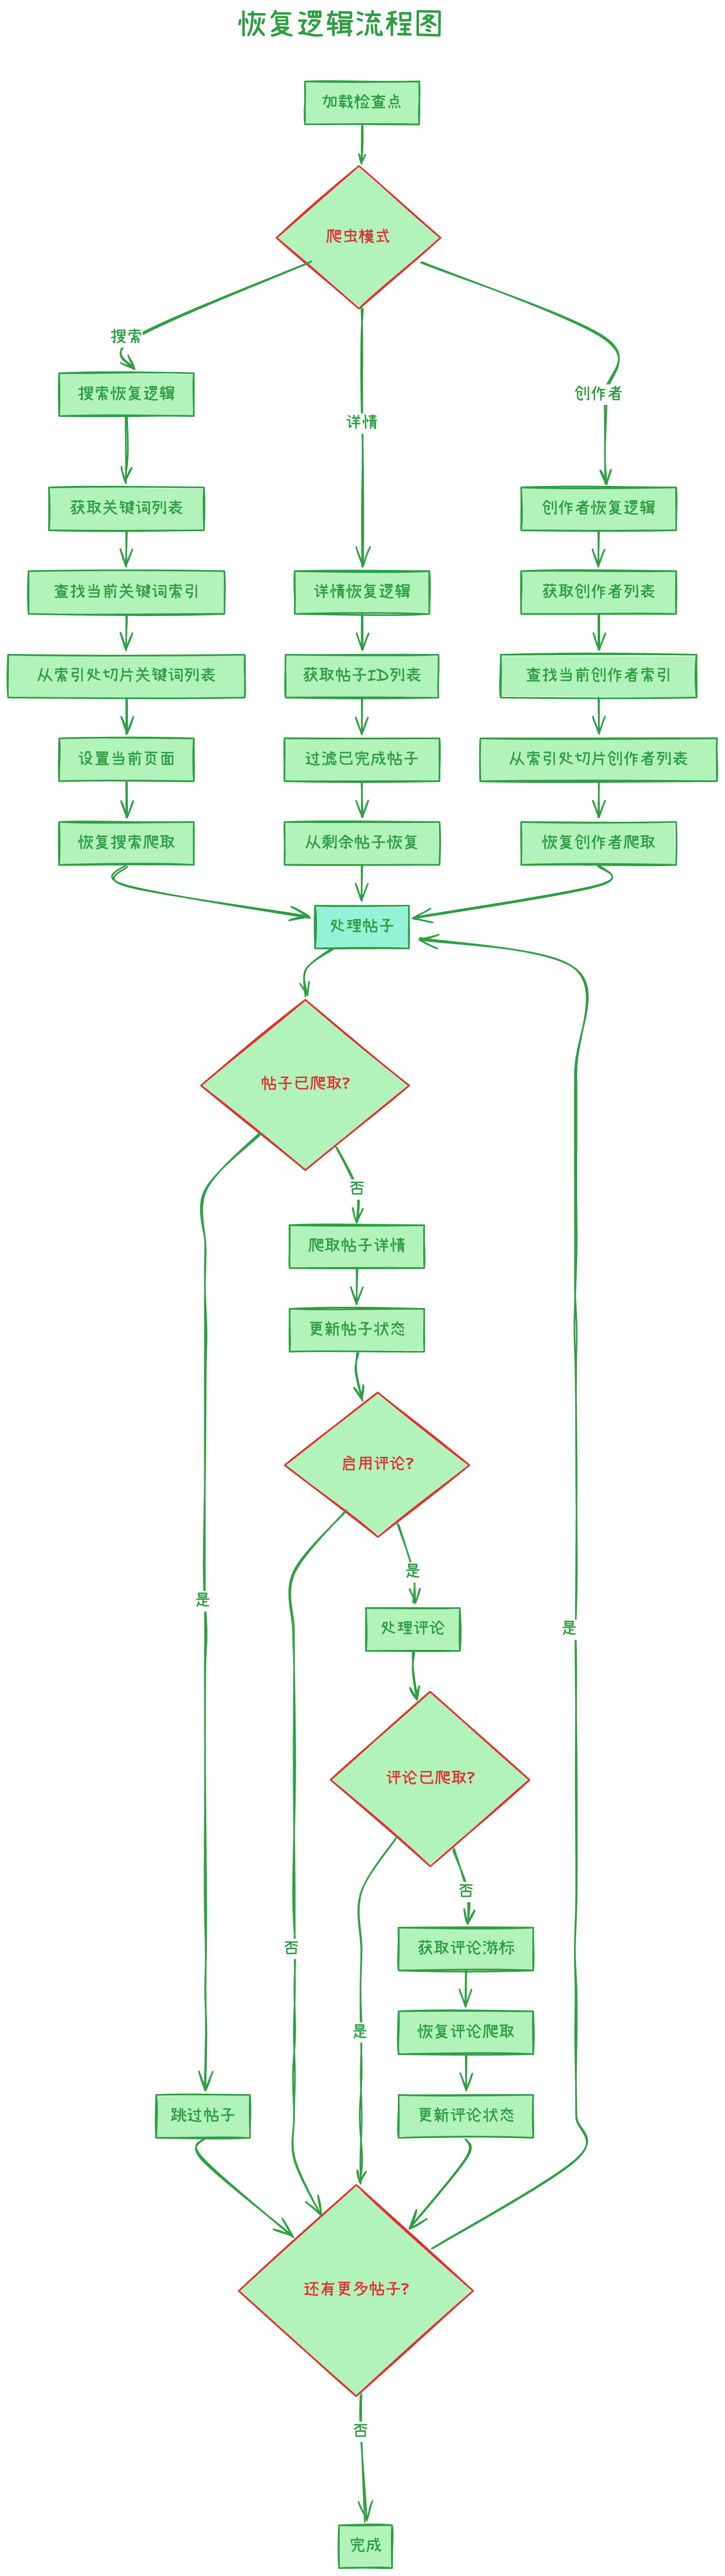 恢复逻辑流程图
加载检查点
爬虫模式
搜索
搜索恢复逻辑
获取关键词列表
查找当前关键词索引
从索引处切片关键词列表
设置当前页面
恢复搜索爬取
详情
详情恢复逻辑
获取帖子ID列表
过滤已完成帖子
从剩余帖子恢复
创作者
创作者恢复逻辑
获取创作者列表
查找当前创作者索引
从索引处切片创作者列表
恢复创作者爬取
处理帖子
帖子已爬取?
否
爬取帖子详情
更新帖子状态
启用评论?
是
是
处理评论
是
评论已爬取?
否
获取评论游标
否
恢复评论爬取
是
更新评论状态
跳过帖子
还有更多帖子?
否
完成